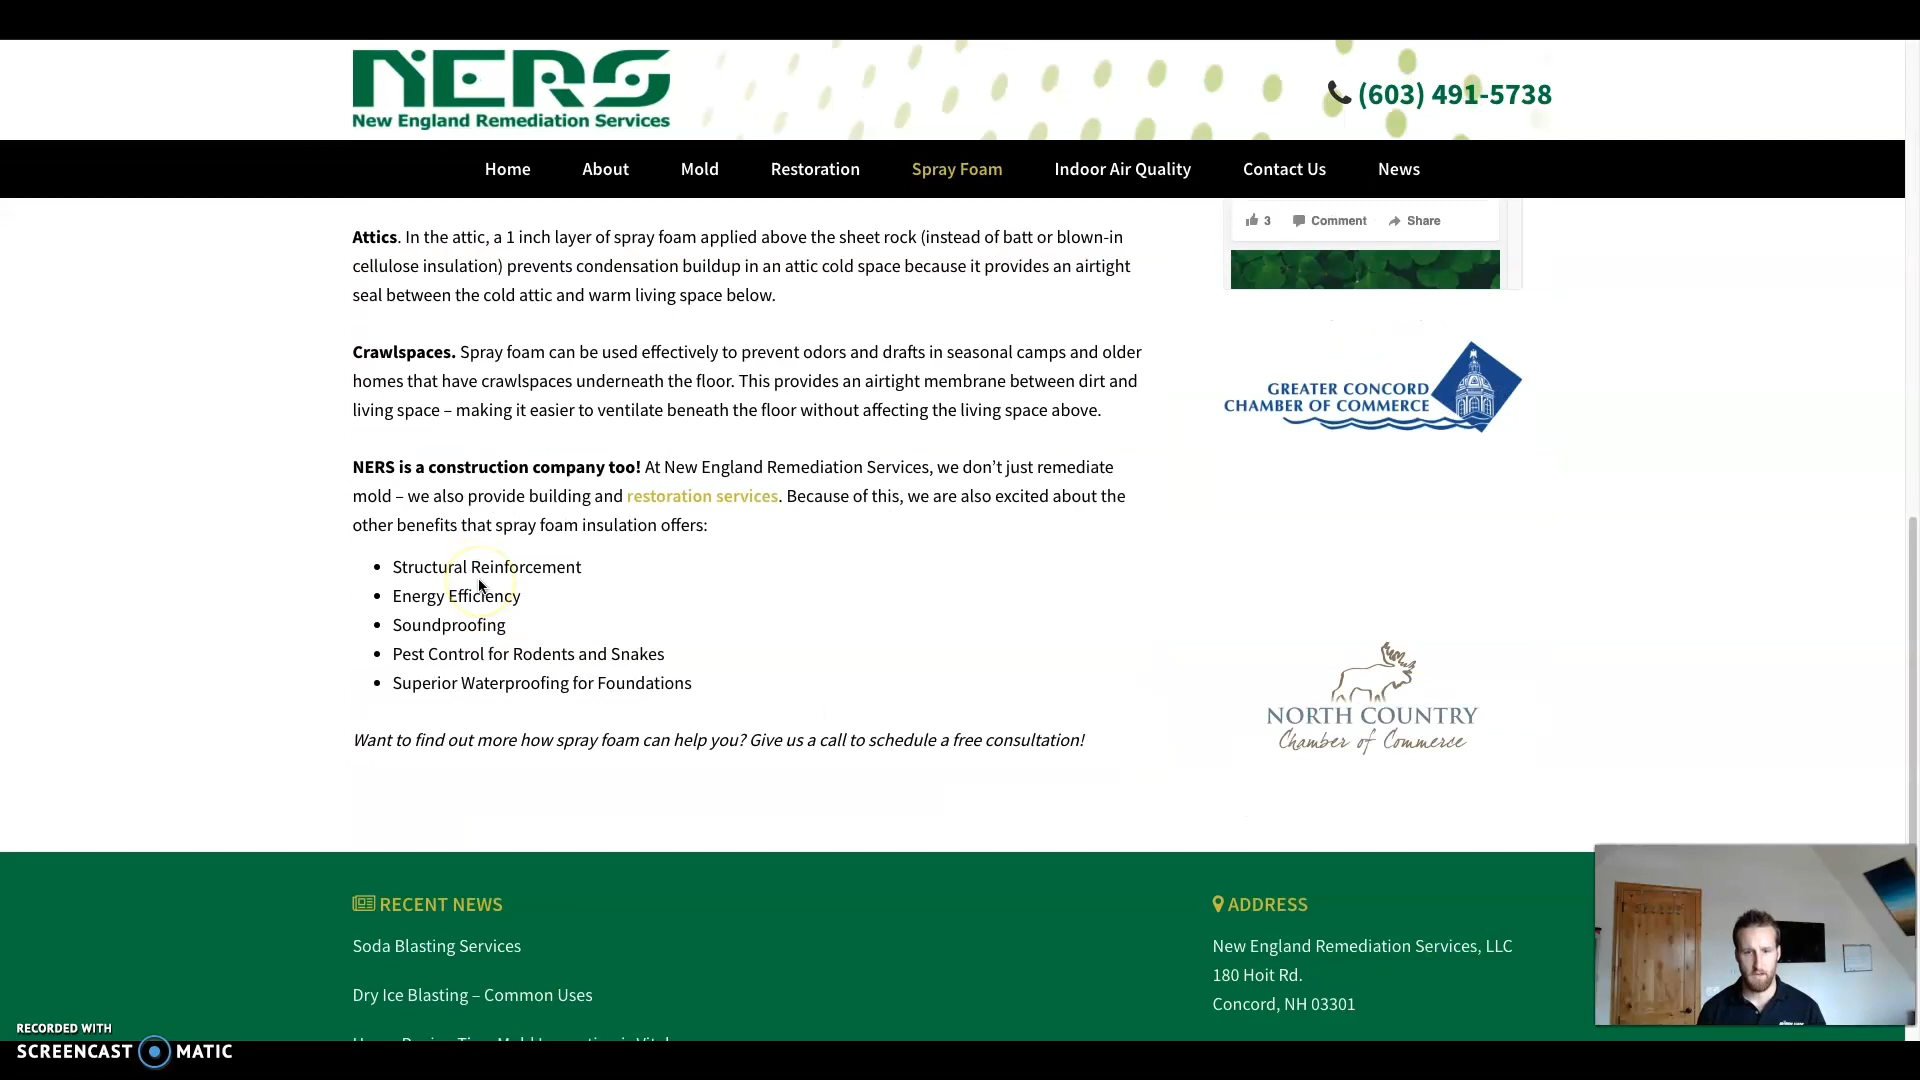 NERS
New England Remediation Services
(603) 491-5738
Home About Mold Restoration Spray Foam Indoor Air Quality Contact Us News
Attics. In the attic, a 1 inch layer of spray foam applied above the sheet rock (instead of batt or blown-in
cellulose insulation) prevents condensation buildup in an attic cold space because it provides an airtight
seal between the cold attic and warm living space below.
Crawlspaces. Spray foam can be used effectively to prevent odors and drafts in seasonal camps and older
homes that have crawlspaces underneath the floor. This provides an airtight membrane between dirt and
living space – making it easier to ventilate beneath the floor without affecting the living space above.
NERS is a construction company too! At New England Remediation Services, we don’t just remediate
mold – we also provide building and restoration services. Because of this, we are also excited about the
other benefits that spray foam insulation offers:
• Structural Reinforcement
• Energy Efficiency
• Soundproofing
• Pest Control for Rodents and Snakes
• Superior Waterproofing for Foundations
Want to find out more how spray foam can help you? Give us a call to schedule a free consultation!
3 Comment Share
GREATER CONCORD
CHAMBER OF COMMERCE
NORTH COUNTRY
Chamber of Commerce
RECENT NEWS
Soda Blasting Services
Dry Ice Blasting – Common Uses
ADDRESS
New England Remediation Services, LLC
180 Hoit Rd.
Concord, NH 03301
RECORDED WITH
SCREENCAST MATIC